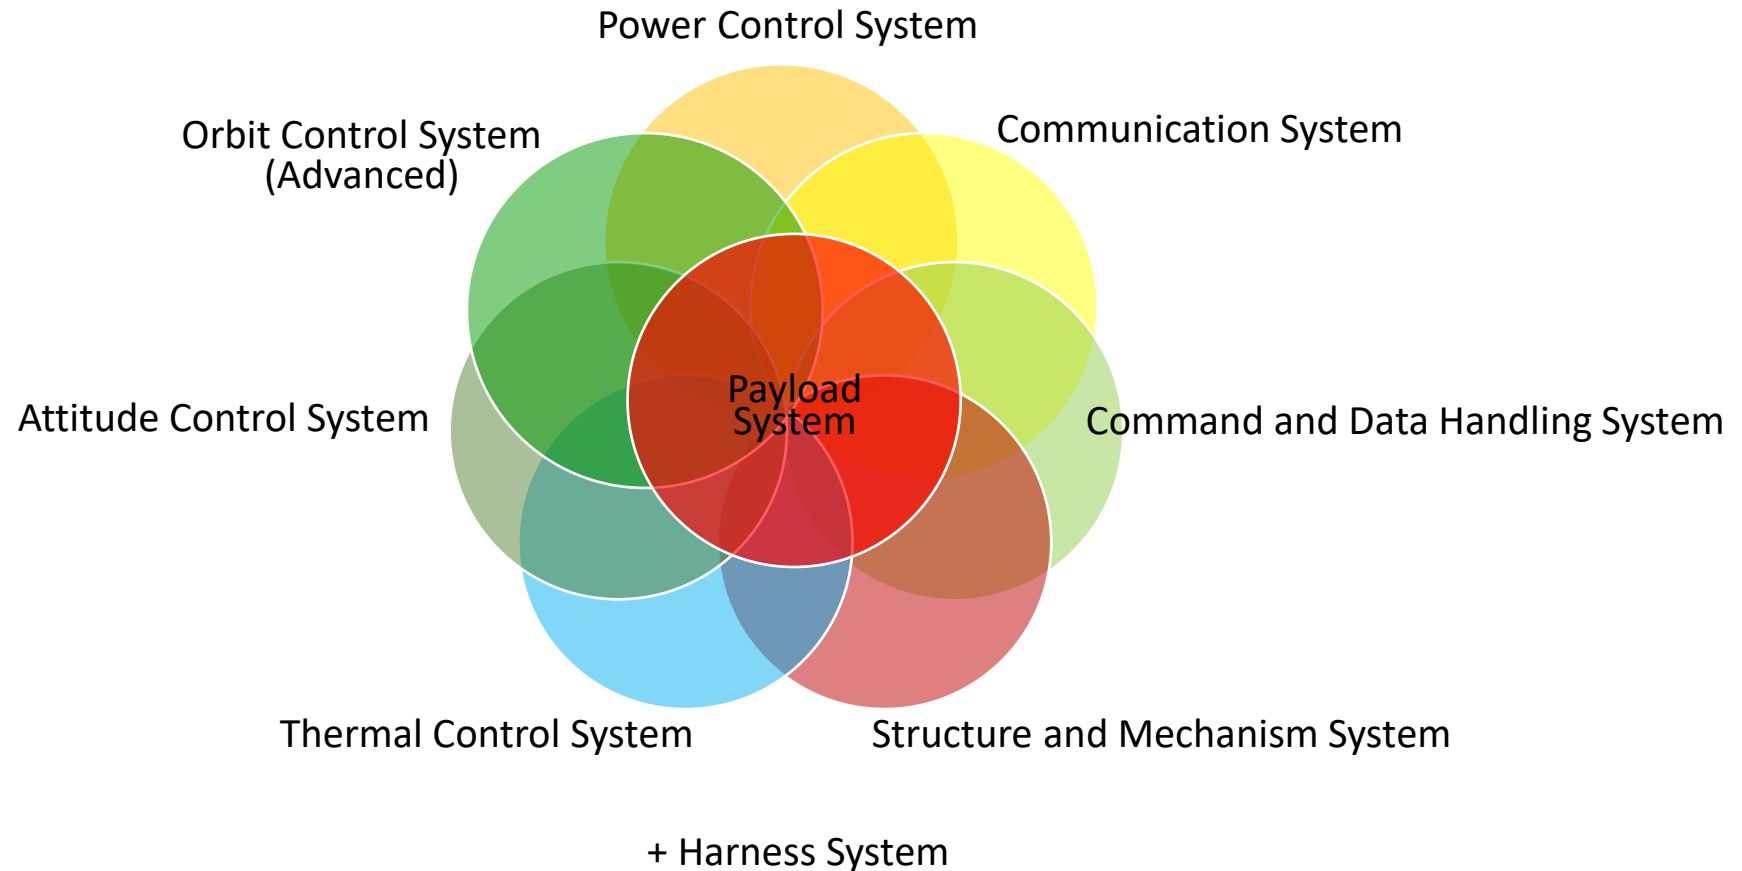 Power Control System
Orbit Control System
(Advanced)
Communication System
Payload
System
Attitude Control System
Command and Data Handling System
Thermal Control System
Structure and Mechanism System
+ Harness System